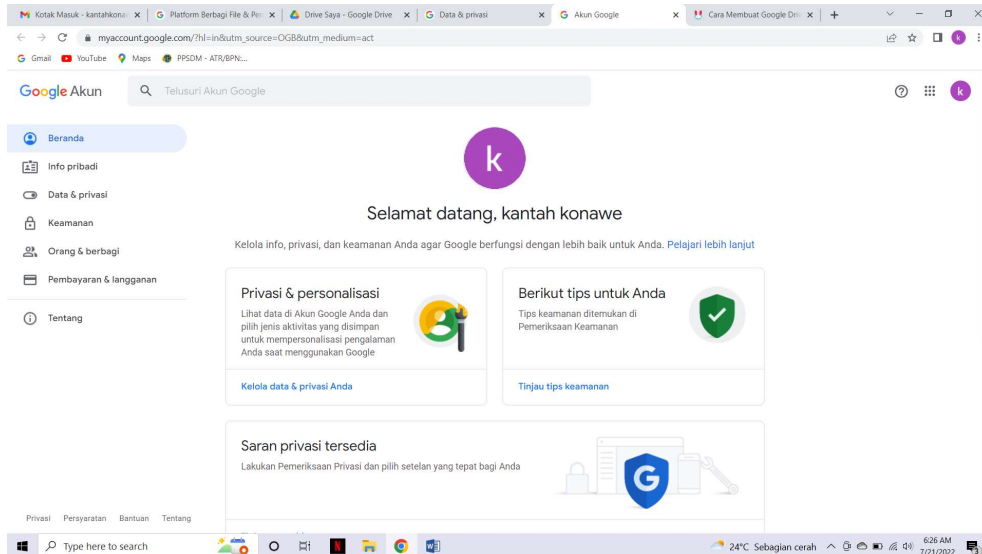 Kotak Masuk - kantahkona
Platform Berbagi File & Per
Drive Saya - Google Drive
Data & privasi
Akun Google
Cara Membuat Google Driv
myaccount.google.com/?hl=in&utm_source=OGB&utm_medium=act
k
Gmail
YouTube
Maps
PPSDM - ATR/BPN:...
Google Akun
Telusuri Akun Google
k
Beranda
Info pribadi
Data & privasi
Keamanan
Orang & berbagi
Pembayaran & langganan
Tentang
k
Selamat datang, kantah konawe
Kelola info, privasi, dan keamanan Anda agar Google berfungsi dengan lebih baik untuk Anda. Pelajari lebih lanjut
Privasi & personalisasi
Lihat data di Akun Google Anda dan
pilih jenis aktivitas yang disimpan
untuk mempersonalisasi pengalaman
Anda saat menggunakan Google
Kelola data & privasi Anda
Berikut tips untuk Anda
Tips keamanan ditemukan di
Pemeriksaan Keamanan
Tinjau tips keamanan
Saran privasi tersedia
Lakukan Pemeriksaan Privasi dan pilih setelan yang tepat bagi Anda
G
Privasi Persyaratan Bantuan Tentang
Type here to search
24°C Sebagian cerah
6:26 AM
7/21/2022